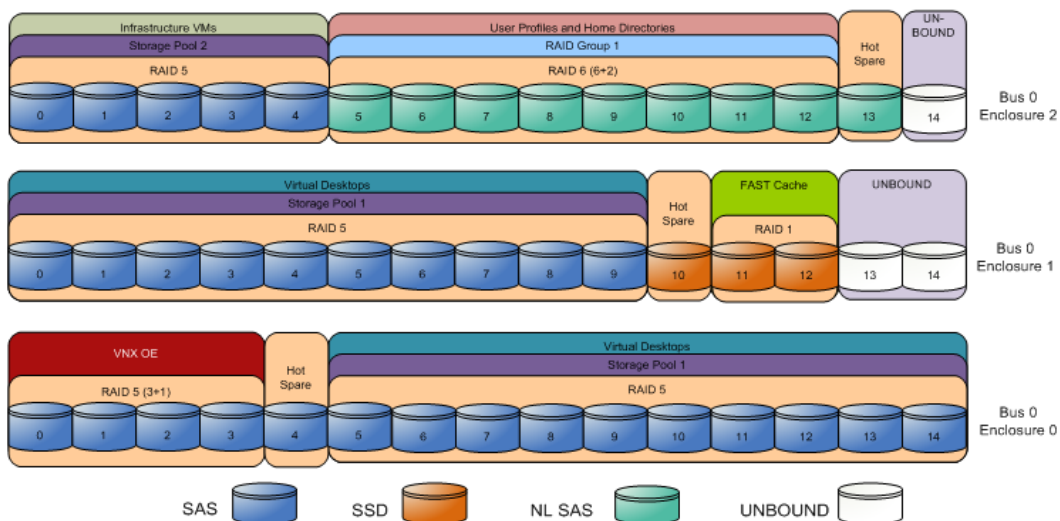 Infrastructure VMs
User Profiles and Home Directories
UN-
BOUND
Storage Pool 2
RAID Group 1
Hot
Spare
RAID 5
RAID 6 (6+2)
0 1 2 3 4 5 6 7 8 9 10 11 12 13 14
Bus 0
Enclosure 2
Virtual Desktops
FAST Cache
UNBOUND
Storage Pool 1
Hot
Spare
RAID 5
RAID 1
0 1 2 3 4 5 6 7 8 9 10 11 12 13 14
Bus 0
Enclosure 1
VNX OE
Virtual Desktops
Hot
Spare
Storage Pool 1
RAID 5 (3+1)
RAID 5
0 1 2 3 4 5 6 7 8 9 10 11 12 13 14
Bus 0
Enclosure 0
SAS
SSD
NL SAS
UNBOUND